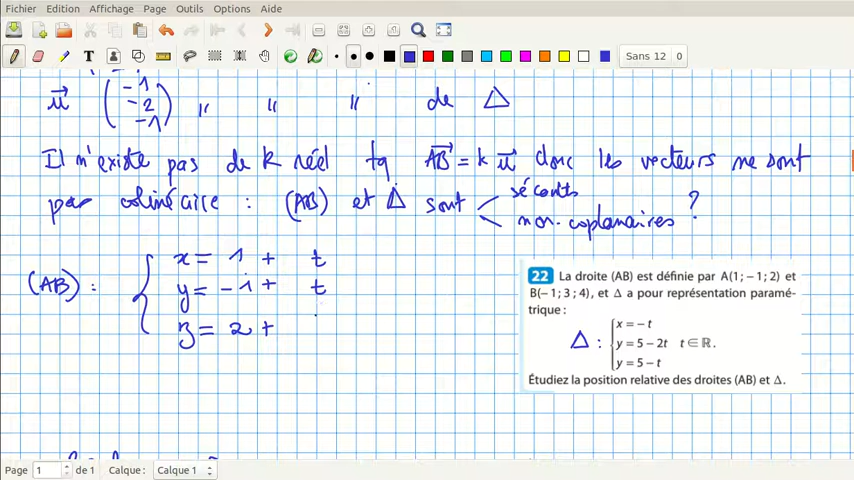 Fichier Edition Affichage Page Outils Options Aide
T Sans 12 0
u⃗ (-1 -2 -1) " " " de Δ
Il n'existe pas de k réel tq AB⃗ = k u⃗ donc les vecteurs ne sont
par colinéaire : (AB) et Δ sont sécants
non-coplanaires ?
(AB) : { x = 1 + t
y = -1 + t
z = 2 +
22 La droite (AB) est définie par A(1; −1; 2) et
B(−1; 3; 4), et Δ a pour représentation paramé-
trique :
Δ : { x = −t
y = 5 − 2t t ∈ ℝ.
y = 5 − t
Étudiez la position relative des droites (AB) et Δ.
Page 1 de 1 Calque : Calque 1